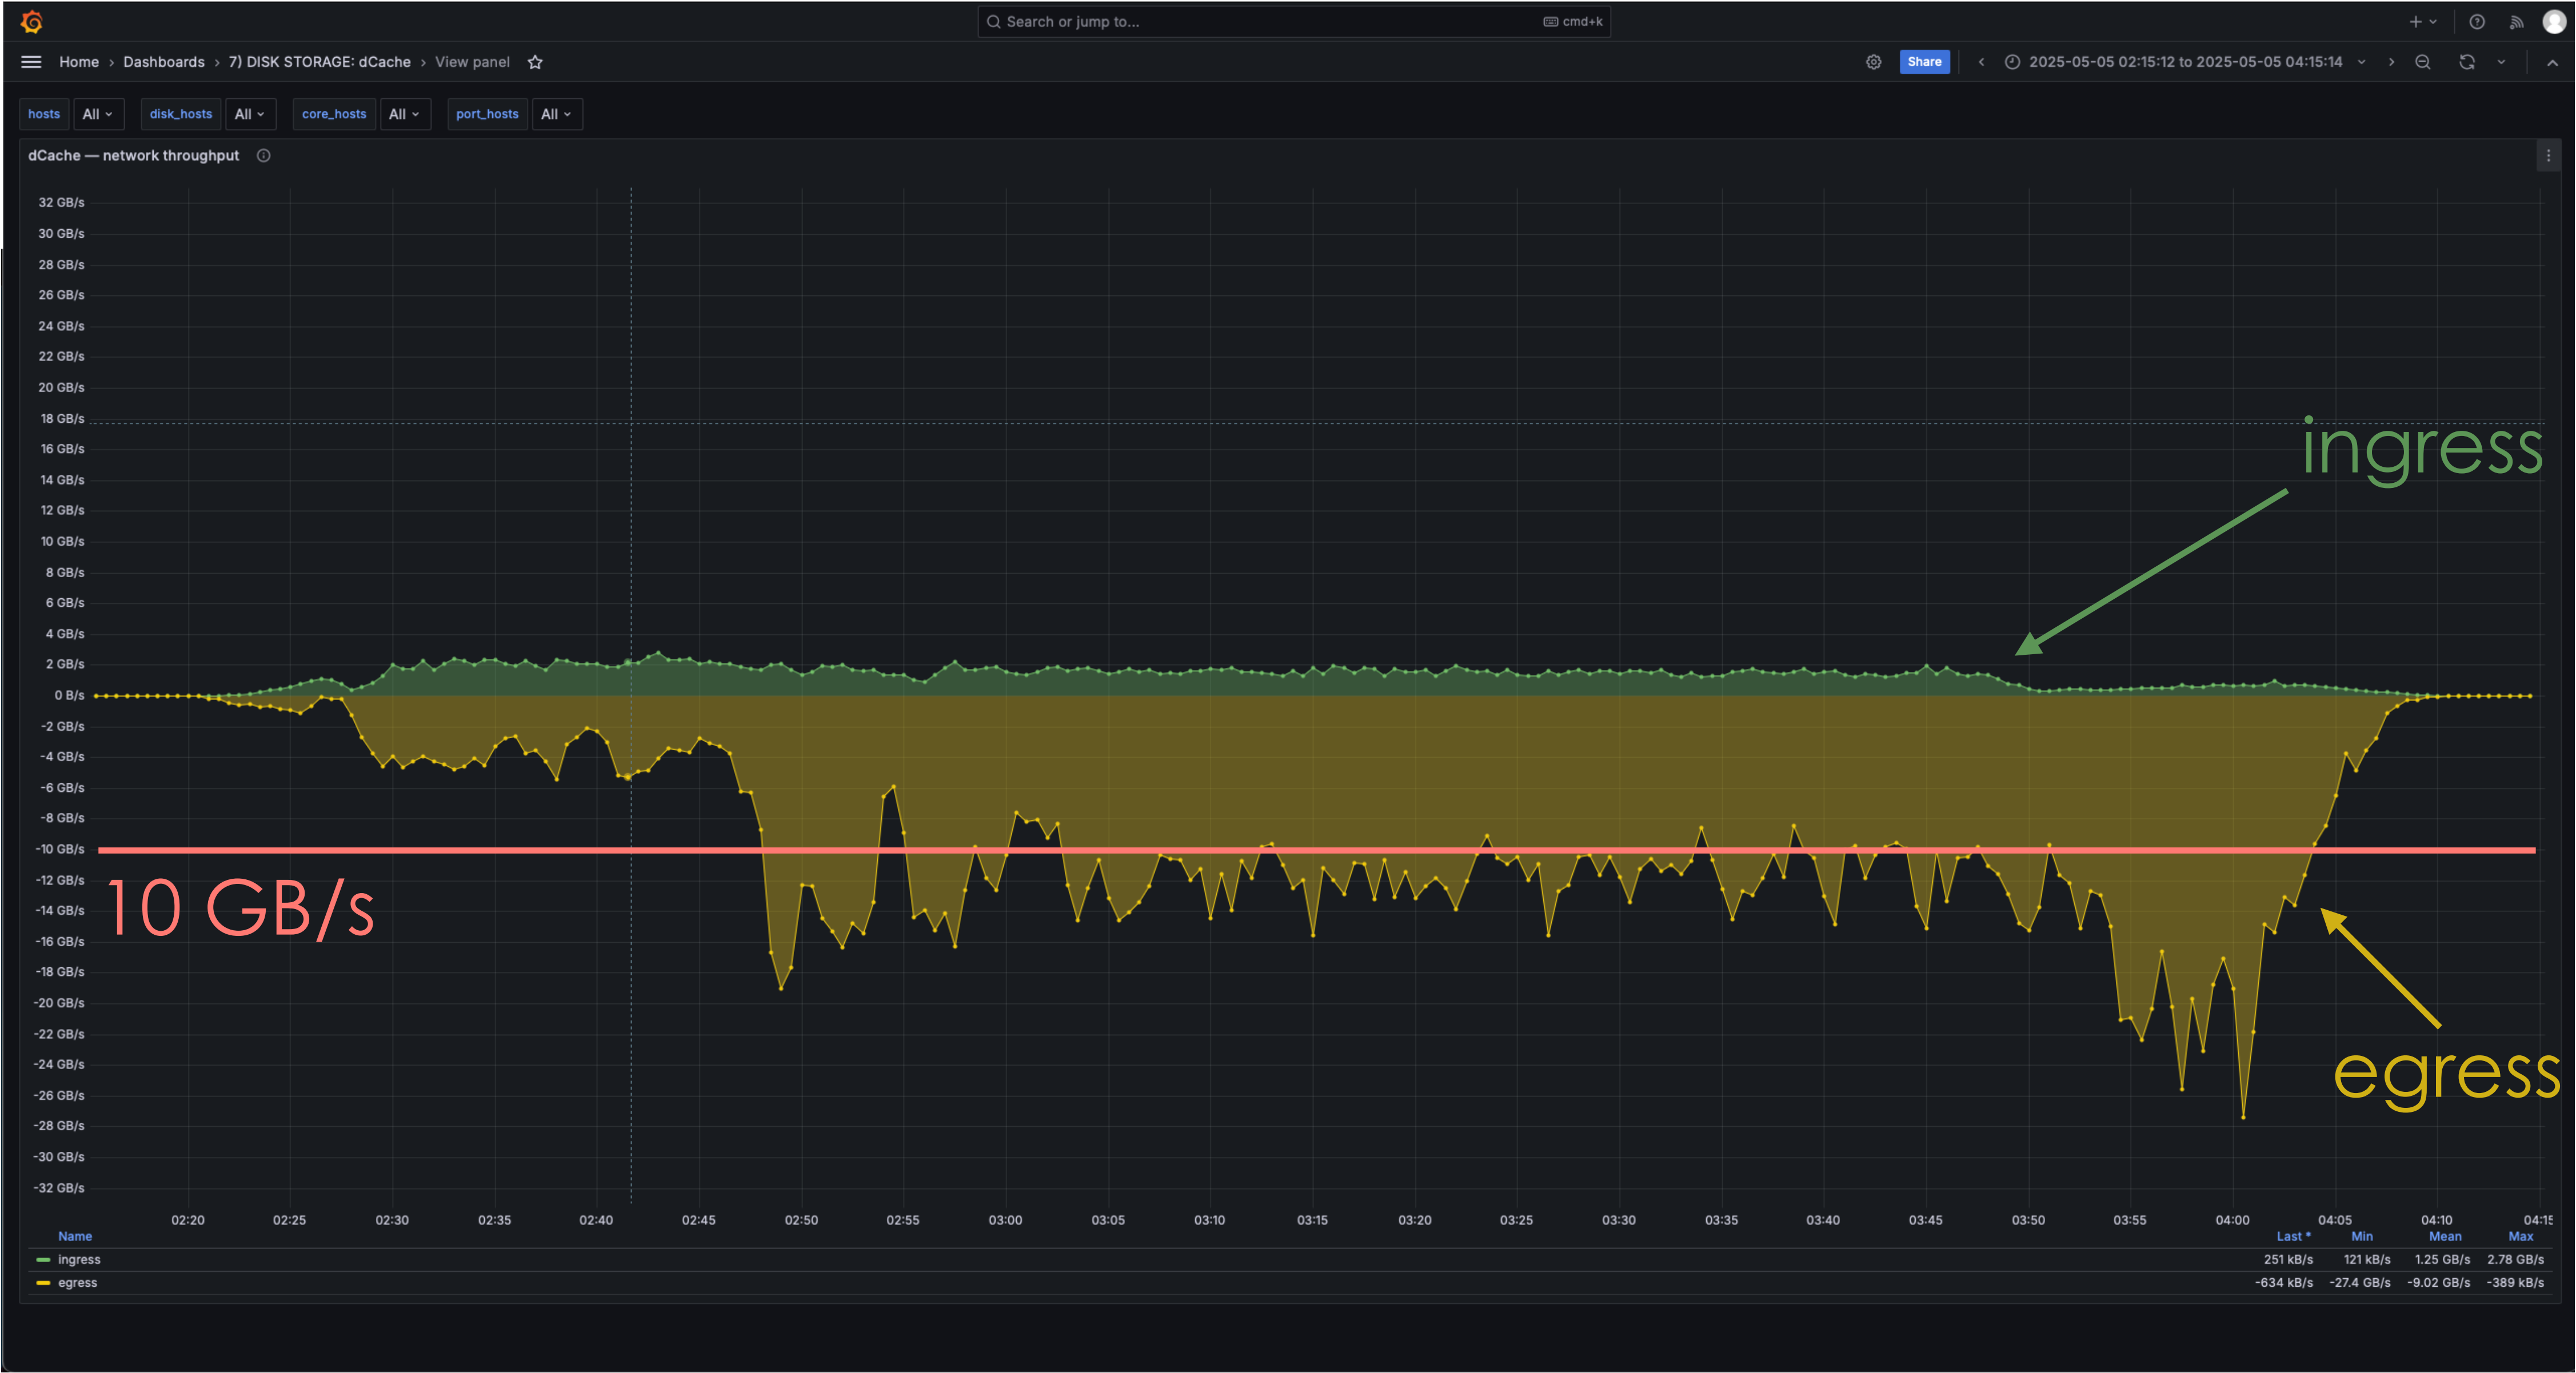 Search or jump to... cmd+k
Home › Dashboards › 7) DISK STORAGE: dCache › View panel Share 2025-05-05 02:15:12 to 2025-05-05 04:15:14
hosts All disk_hosts All core_hosts All port_hosts All
dCache — network throughput
32 GB/s
30 GB/s
28 GB/s
26 GB/s
24 GB/s
22 GB/s
20 GB/s
18 GB/s
16 GB/s
14 GB/s
12 GB/s
10 GB/s
8 GB/s
6 GB/s
4 GB/s
2 GB/s
0 B/s
-2 GB/s
-4 GB/s
-6 GB/s
-8 GB/s
-10 GB/s
-12 GB/s
-14 GB/s
-16 GB/s
-18 GB/s
-20 GB/s
-22 GB/s
-24 GB/s
-26 GB/s
-28 GB/s
-30 GB/s
-32 GB/s
ingress
10 GB/s
egress
02:20 02:25 02:30 02:35 02:40 02:45 02:50 02:55 03:00 03:05 03:10 03:15 03:20 03:25 03:30 03:35 03:40 03:45 03:50 03:55 04:00 04:05 04:10 04:15
Name Last * Min Mean Max
ingress 251 kB/s 121 kB/s 1.25 GB/s 2.78 GB/s
egress -634 kB/s -27.4 GB/s -9.02 GB/s -389 kB/s